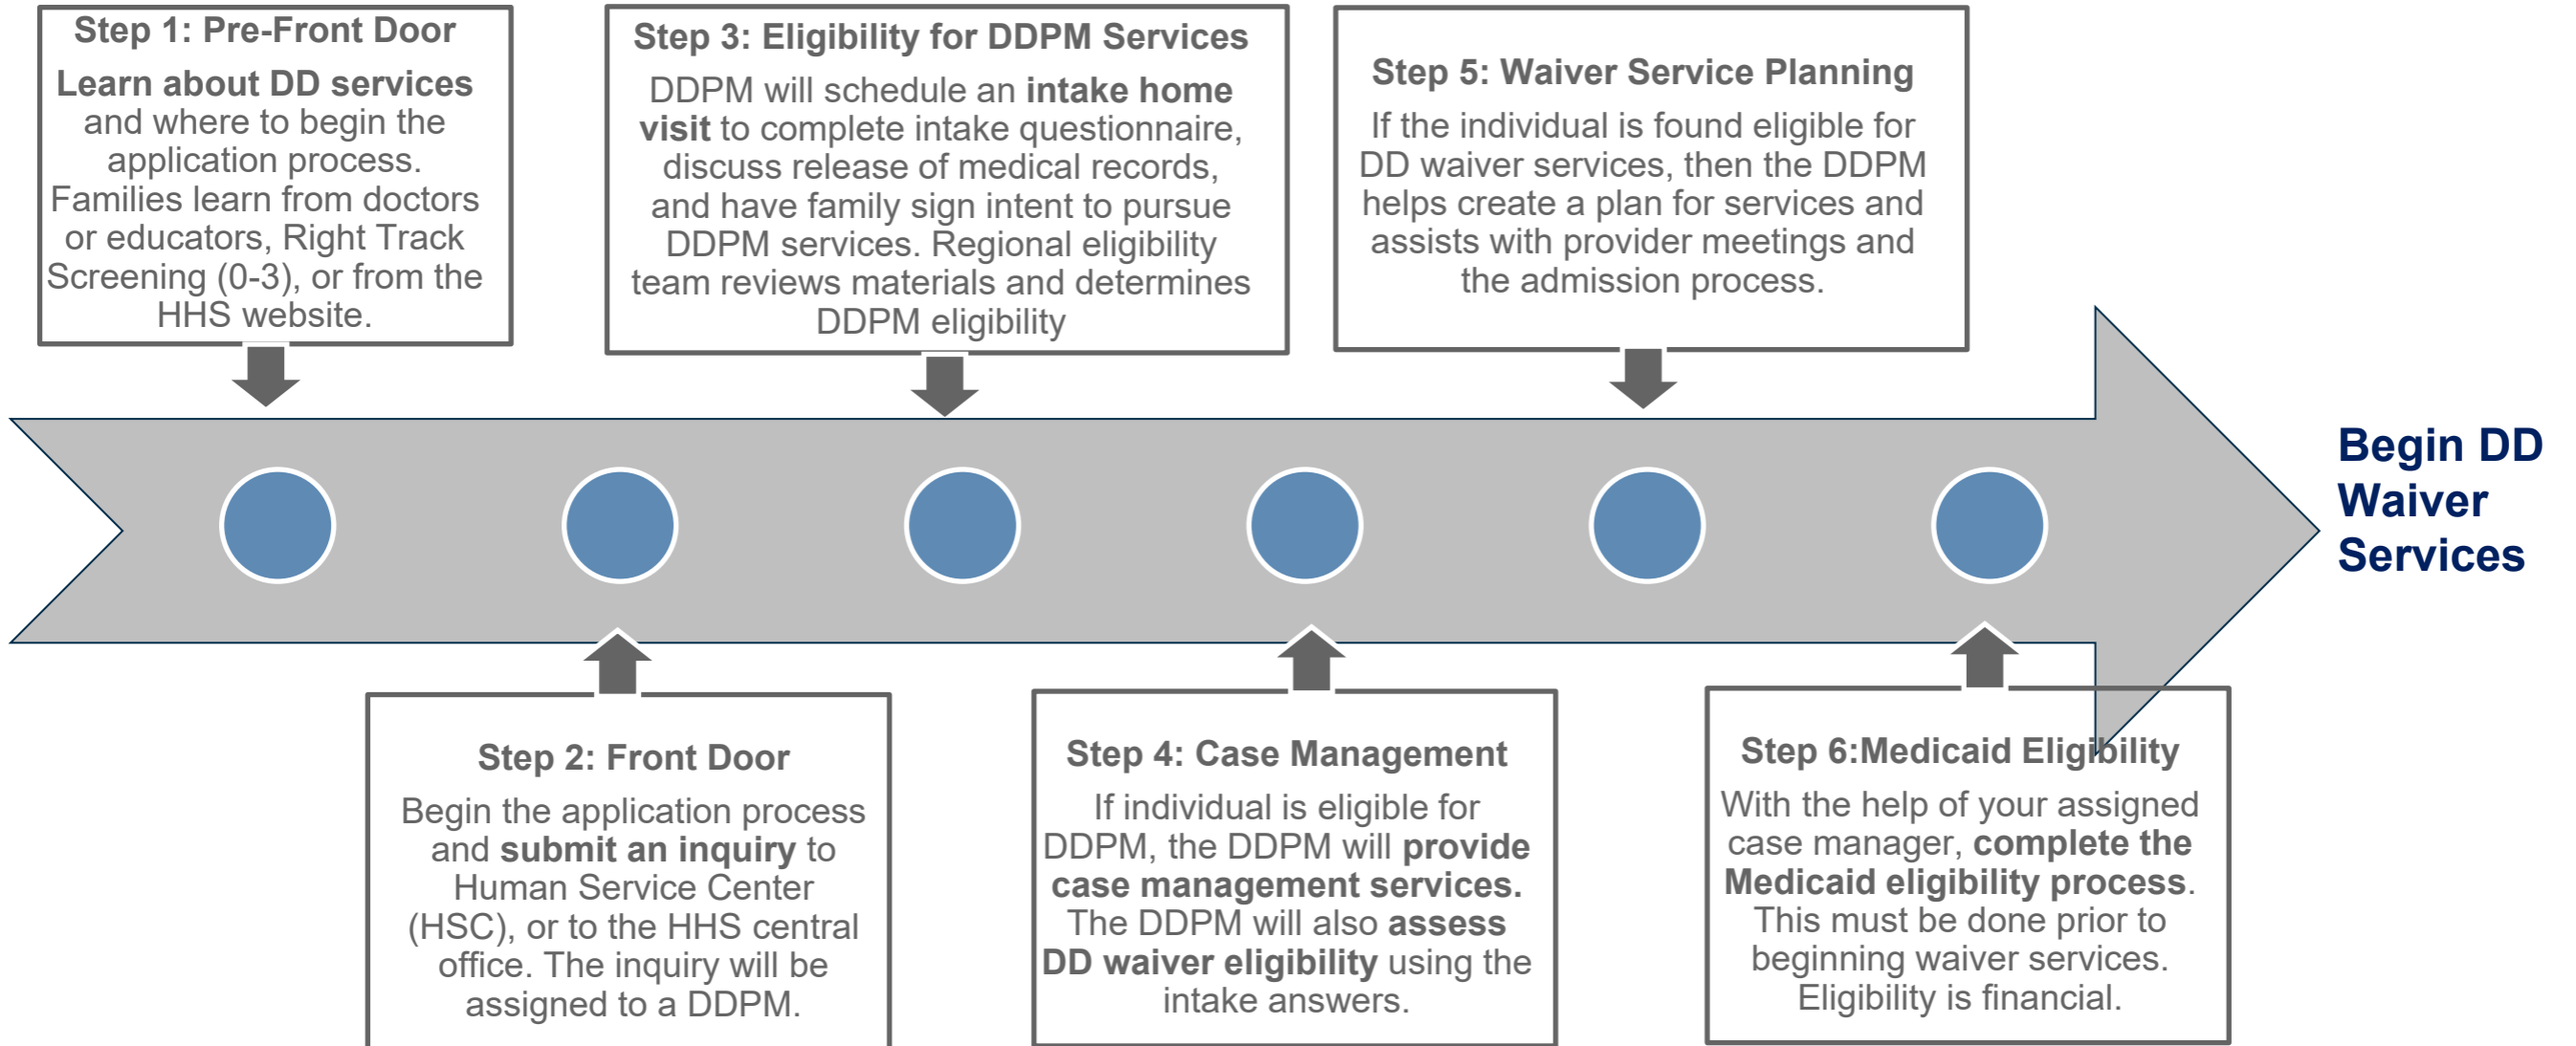 Step 1: Pre-Front Door
Learn about DD services
and where to begin the
application process.
Families learn from doctors
or educators, Right Track
Screening (0-3), or from the
HHS website.
Step 2: Front Door
Begin the application process
and submit an inquiry to
Human Service Center
(HSC), or to the HHS central
office. The inquiry will be
assigned to a DDPM.
Step 3: Eligibility for DDPM Services
DDPM will schedule an intake home
visit to complete intake questionnaire,
discuss release of medical records,
and have family sign intent to pursue
DDPM services. Regional eligibility
team reviews materials and determines
DDPM eligibility
Step 4: Case Management
If individual is eligible for
DDPM, the DDPM will provide
case management services.
The DDPM will also assess
DD waiver eligibility using the
intake answers.
Step 5: Waiver Service Planning
If the individual is found eligible for
DD waiver services, then the DDPM
helps create a plan for services and
assists with provider meetings and
the admission process.
Step 6:Medicaid Eligibility
With the help of your assigned
case manager, complete the
Medicaid eligibility process.
This must be done prior to
beginning waiver services.
Eligibility is financial.
Begin DD
Waiver
Services